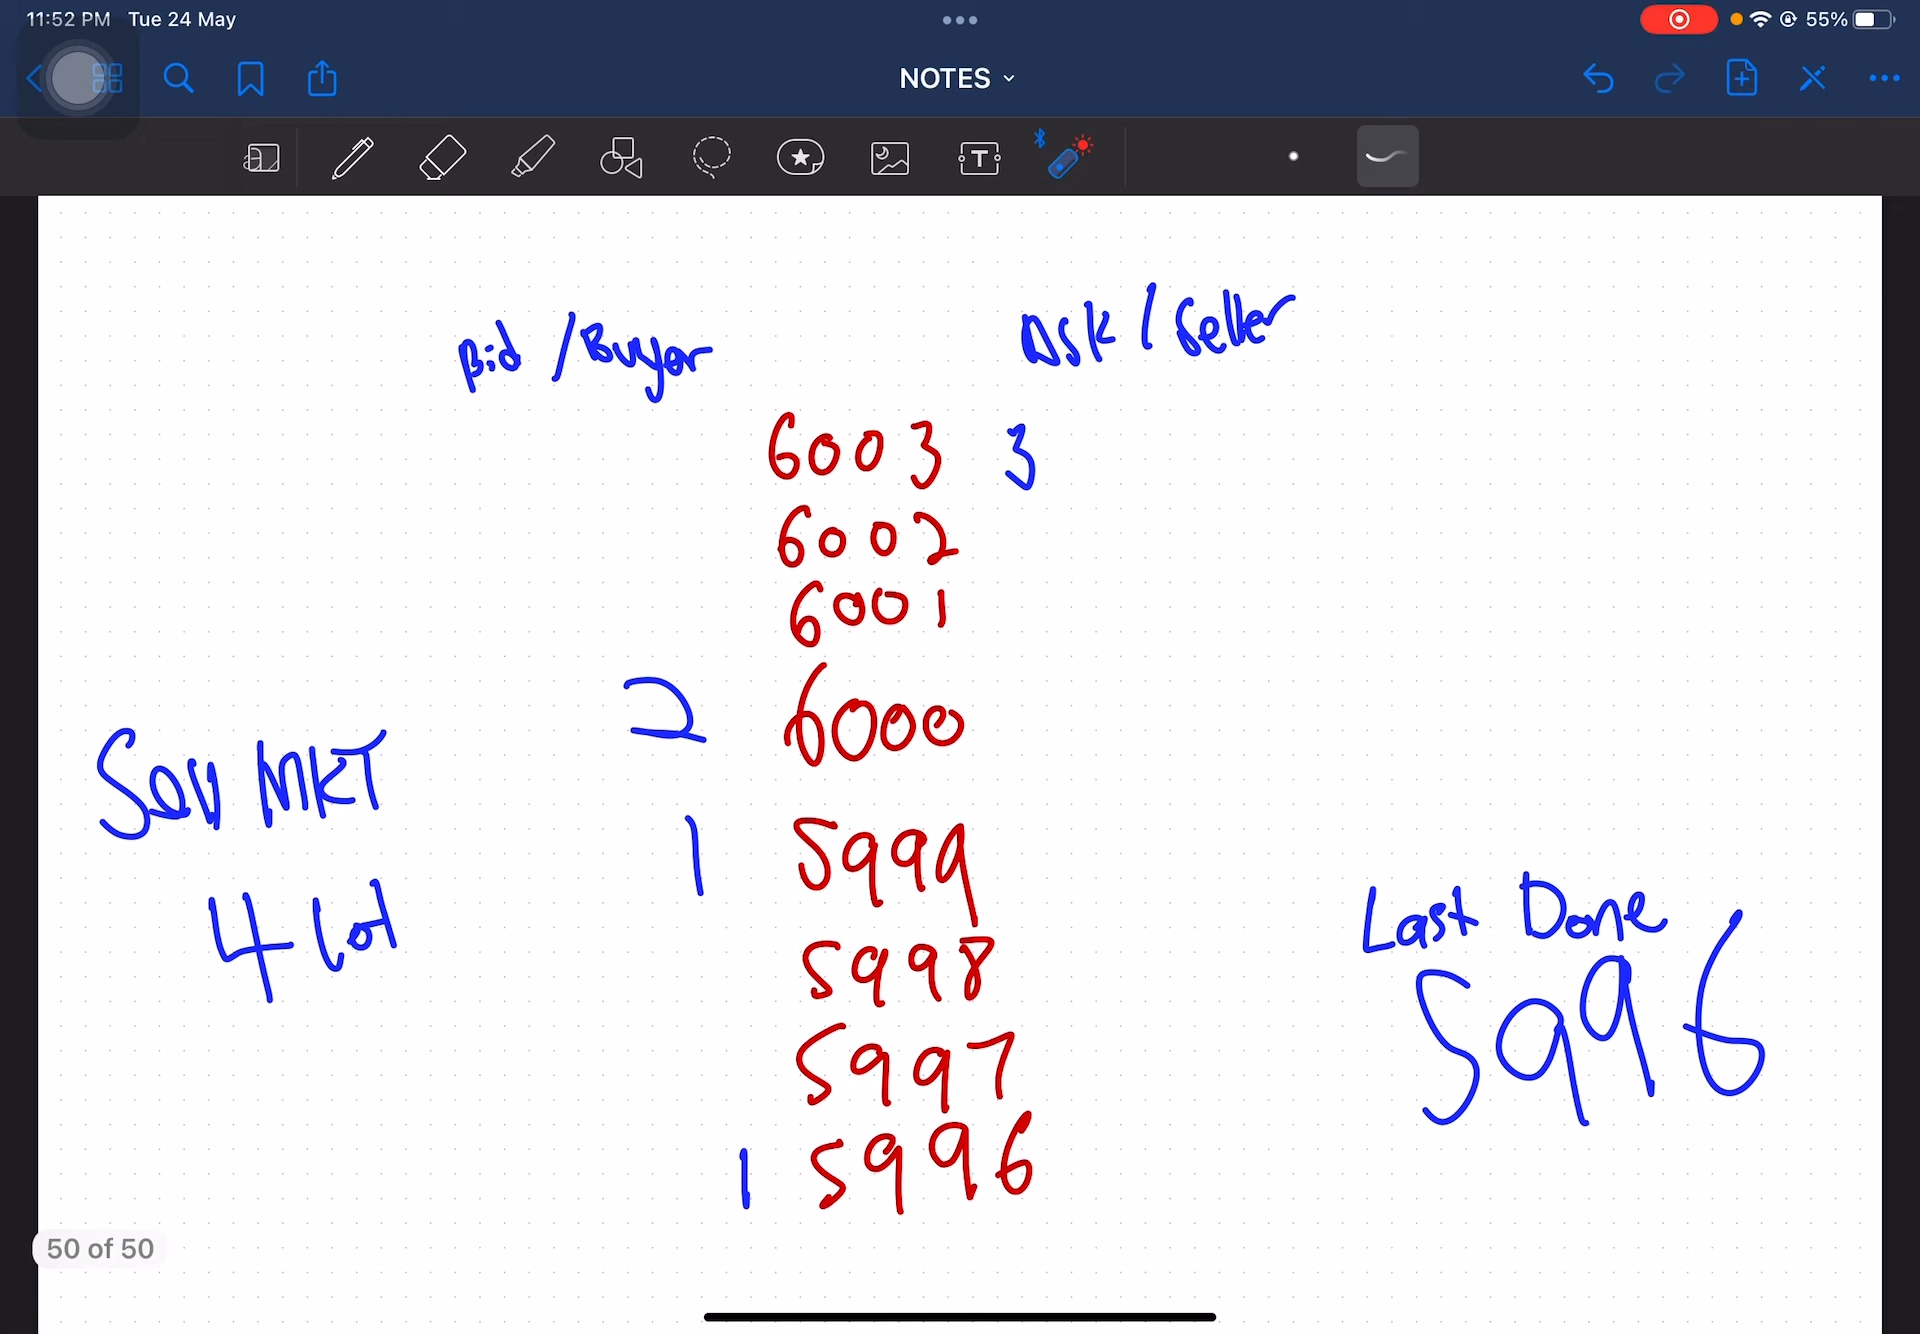 11:52 PM Tue 24 May
55%
NOTES
T
Bid / Buyer
Ask / Seller
6003 3
6002
6001
2 6000
Sell MKT
1 5999
4 lot
5998
Last Done
5996
5997
1 5996
50 of 50